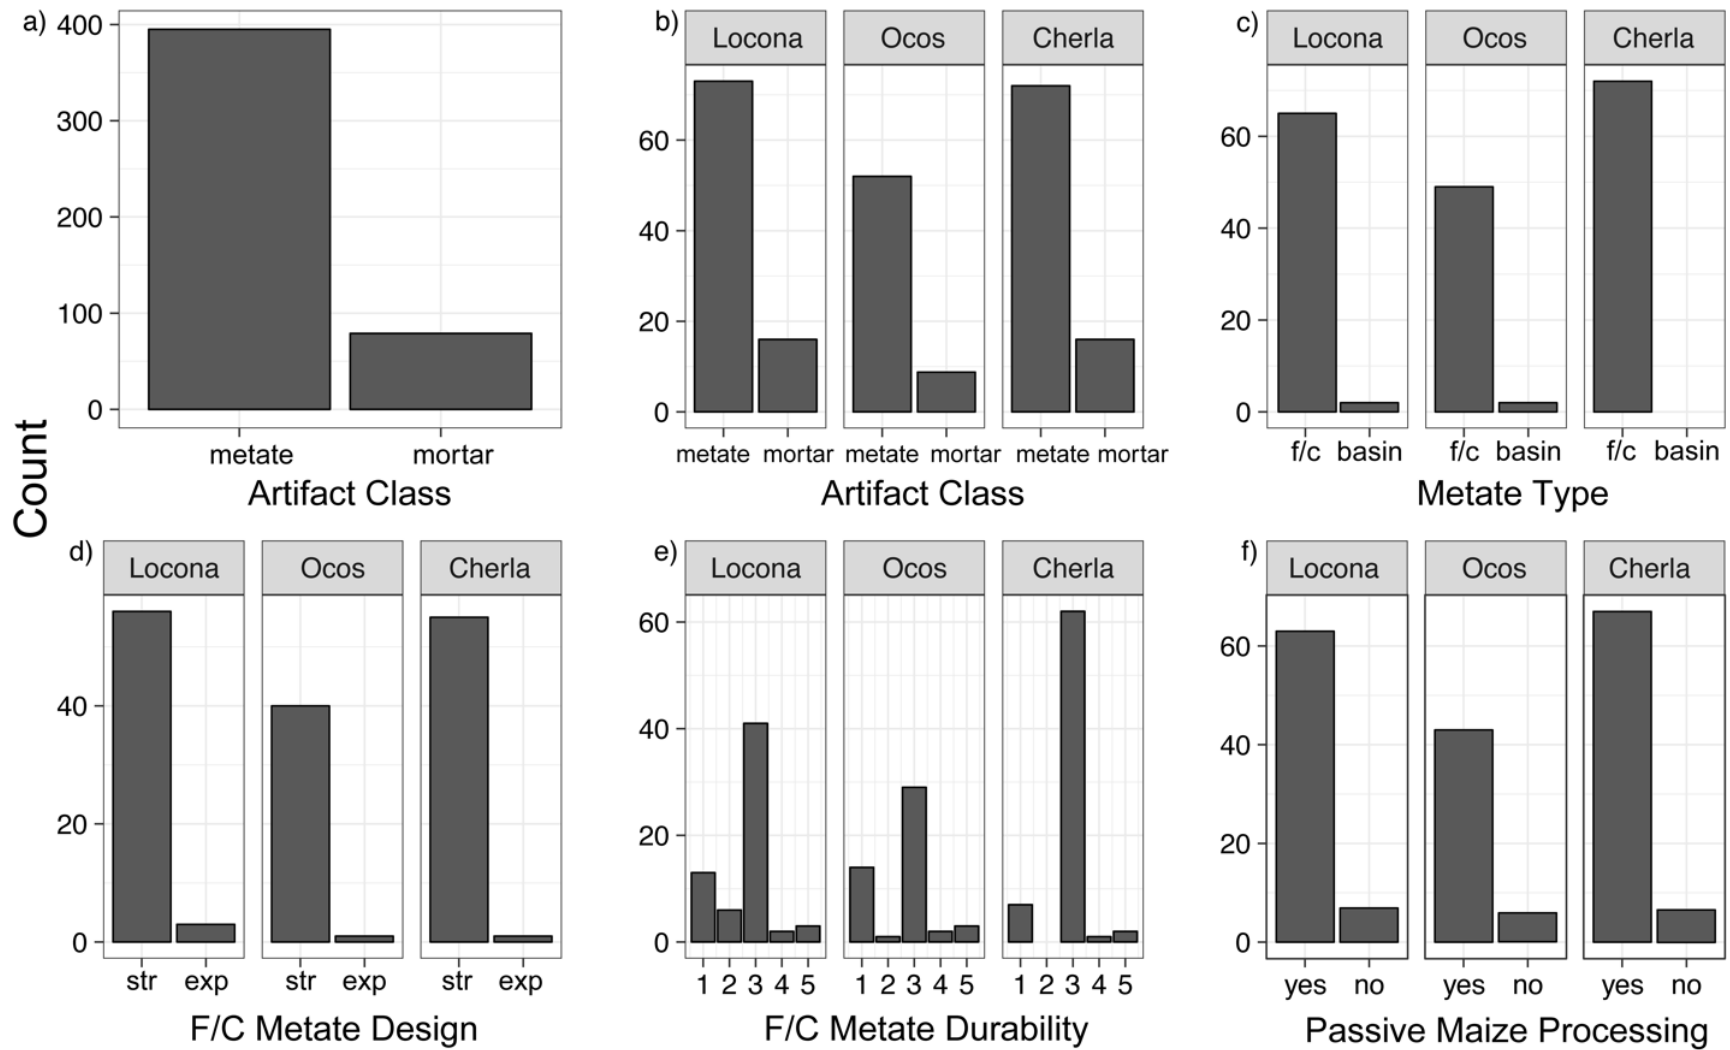 Count
a)
400
300
200
100
0
metate mortar
Artifact Class
b)
Locona Ocos Cherla
60
40
20
0
metate mortar metate mortar metate mortar
Artifact Class
c)
Locona Ocos Cherla
60
40
20
0
f/c basin f/c basin f/c basin
Metate Type
d)
Locona Ocos Cherla
40
20
0
str exp str exp str exp
F/C Metate Design
e)
Locona Ocos Cherla
60
40
20
0
1 2 3 4 5 1 2 3 4 5 1 2 3 4 5
F/C Metate Durability
f)
Locona Ocos Cherla
60
40
20
0
yes no yes no yes no
Passive Maize Processing